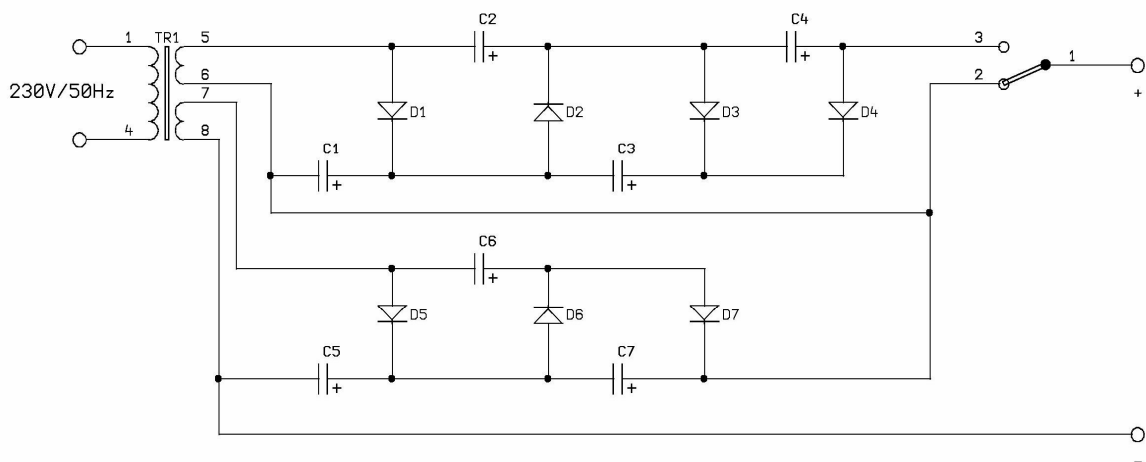 C2
C4
1
TR1
5
3
1
2
6
+
+
230V/50Hz
7
D1
D2
D3
D4
+
4
8
C1
C3
+
+
C6
+
D5
D6
D7
C5
C7
+
+
-